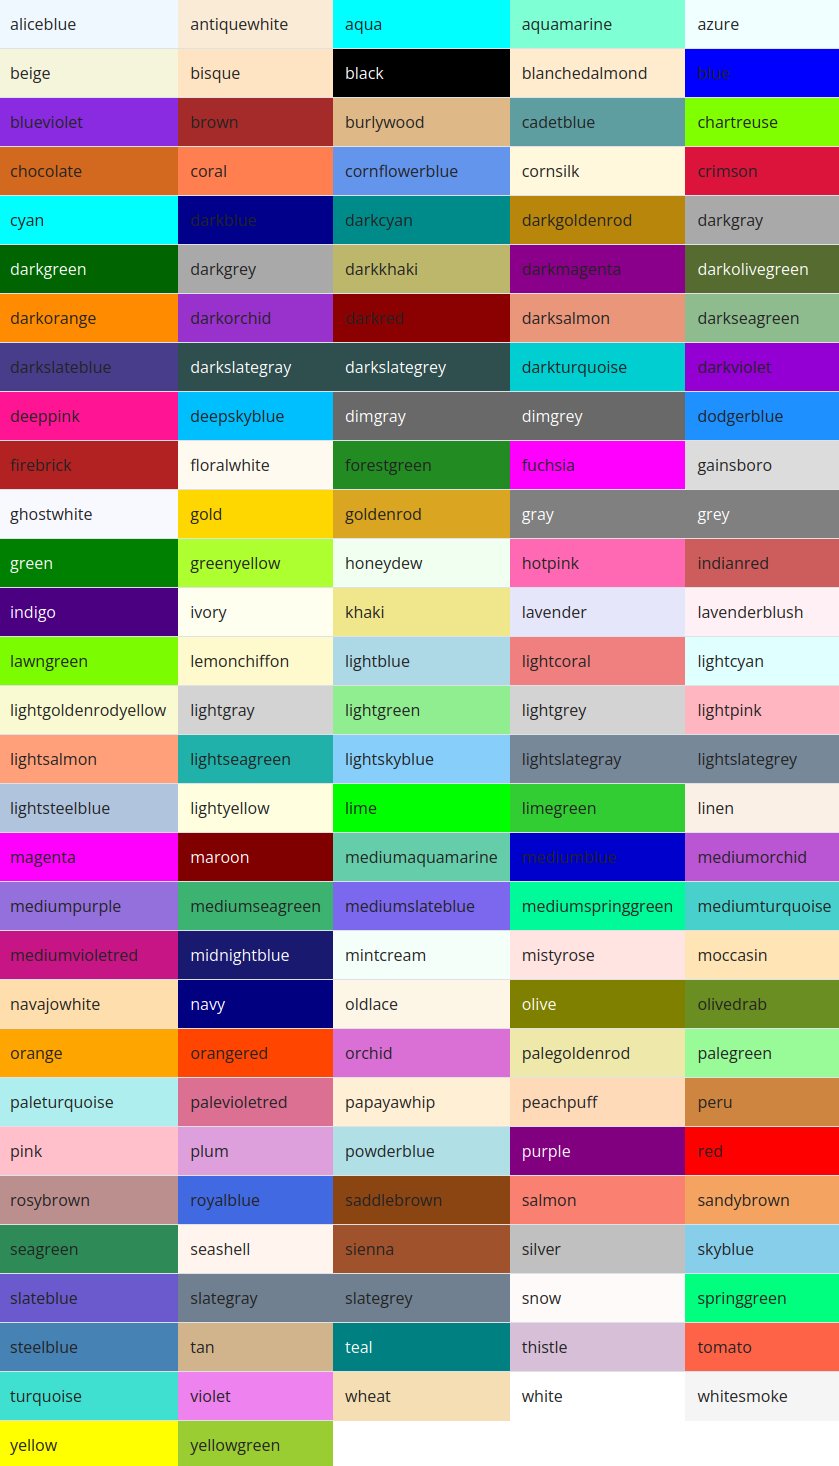 aliceblue antiquewhite aqua aquamarine azure
beige bisque black blanchedalmond blue
blueviolet brown burlywood cadetblue chartreuse
chocolate coral cornflowerblue cornsilk crimson
cyan darkblue darkcyan darkgoldenrod darkgray
darkgreen darkgrey darkkhaki darkmagenta darkolivegreen
darkorange darkorchid darkred darksalmon darkseagreen
darkslateblue darkslategray darkslategrey darkturquoise darkviolet
deeppink deepskyblue dimgray dimgrey dodgerblue
firebrick floralwhite forestgreen fuchsia gainsboro
ghostwhite gold goldenrod gray grey
green greenyellow honeydew hotpink indianred
indigo ivory khaki lavender lavenderblush
lawngreen lemonchiffon lightblue lightcoral lightcyan
lightgoldenrodyellow lightgray lightgreen lightgrey lightpink
lightsalmon lightseagreen lightskyblue lightslategray lightslategrey
lightsteelblue lightyellow lime limegreen linen
magenta maroon mediumaquamarine mediumblue mediumorchid
mediumpurple mediumseagreen mediumslateblue mediumspringgreen mediumturquoise
mediumvioletred midnightblue mintcream mistyrose moccasin
navajowhite navy oldlace olive olivedrab
orange orangered orchid palegoldenrod palegreen
paleturquoise palevioletred papayawhip peachpuff peru
pink plum powderblue purple red
rosybrown royalblue saddlebrown salmon sandybrown
seagreen seashell sienna silver skyblue
slateblue slategray slategrey snow springgreen
steelblue tan teal thistle tomato
turquoise violet wheat white whitesmoke
yellow yellowgreen